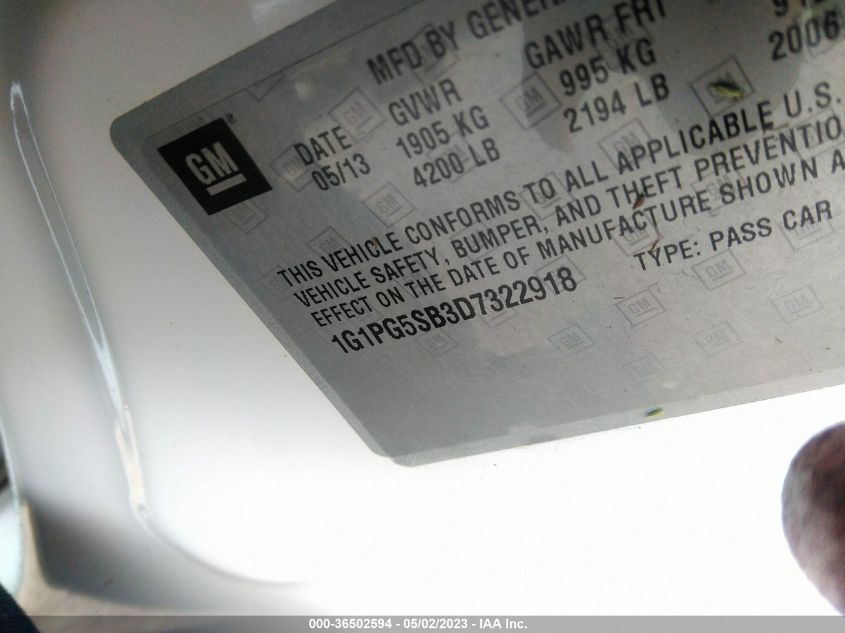 MFD BY GENER
GM ®
DATE GVWR GAWR FRT
05/13 1905 KG 995 KG
4200 LB 2194 LB 2006
THIS VEHICLE CONFORMS TO ALL APPLICABLE U.S.
VEHICLE SAFETY, BUMPER, AND THEFT PREVENTIO
EFFECT ON THE DATE OF MANUFACTURE SHOWN A
1G1PG5SB3D7322918 TYPE: PASS CAR
000-36502594 - 05/02/2023 - IAA Inc.